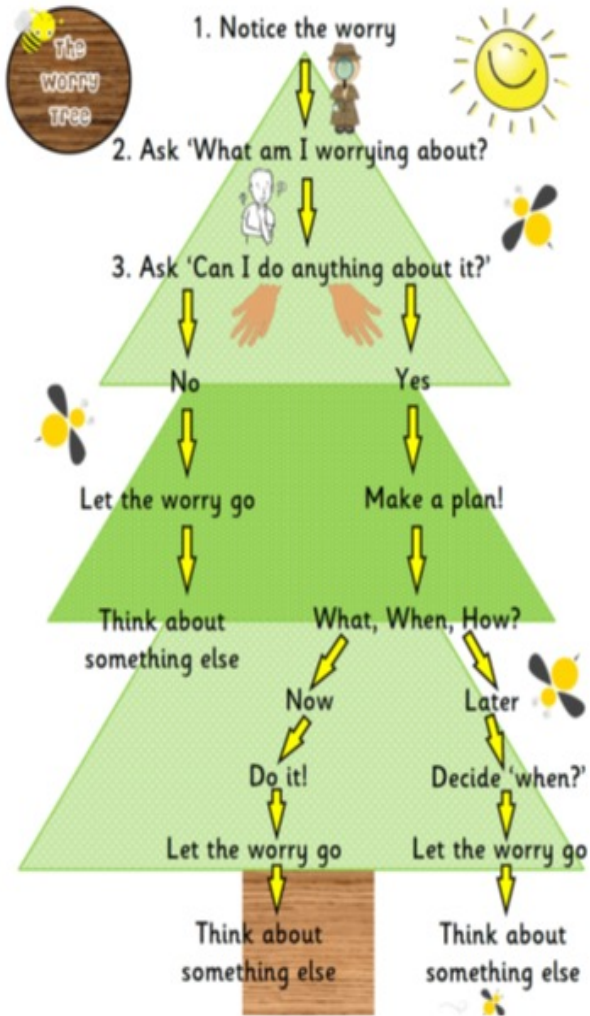 The
Worry
Tree
1. Notice the worry
2. Ask ‘What am I worrying about?
3. Ask ‘Can I do anything about it?’
No
Yes
Let the worry go
Make a plan!
Think about
something else
What, When, How?
Now
Later
Do it!
Decide ‘when?’
Let the worry go
Let the worry go
Think about
something else
Think about
something else